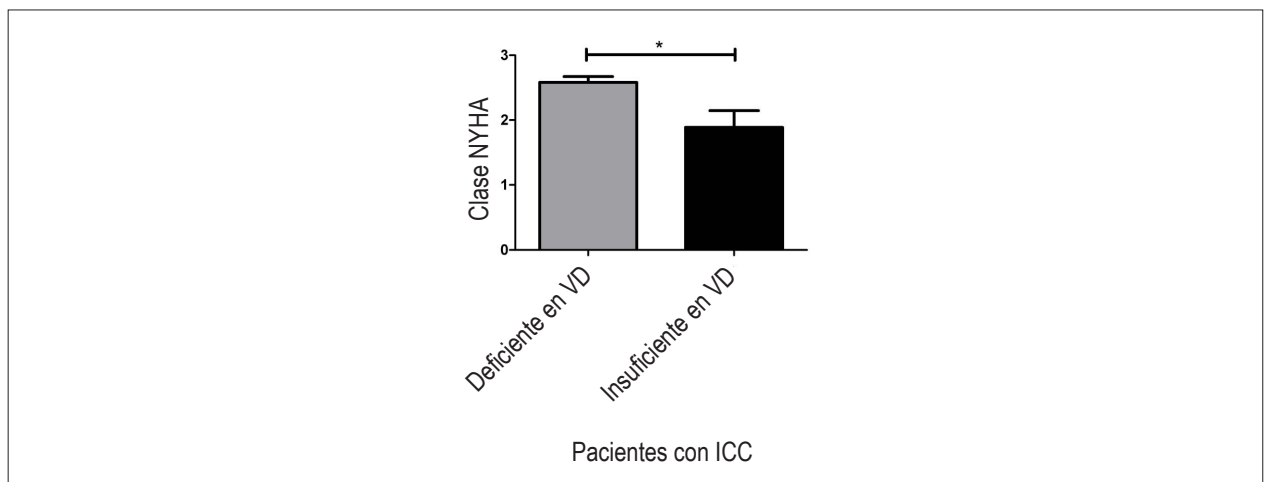 *
3
2
1
0
Clase NYHA
Deficiente en VD
Insuficiente en VD
Pacientes con ICC